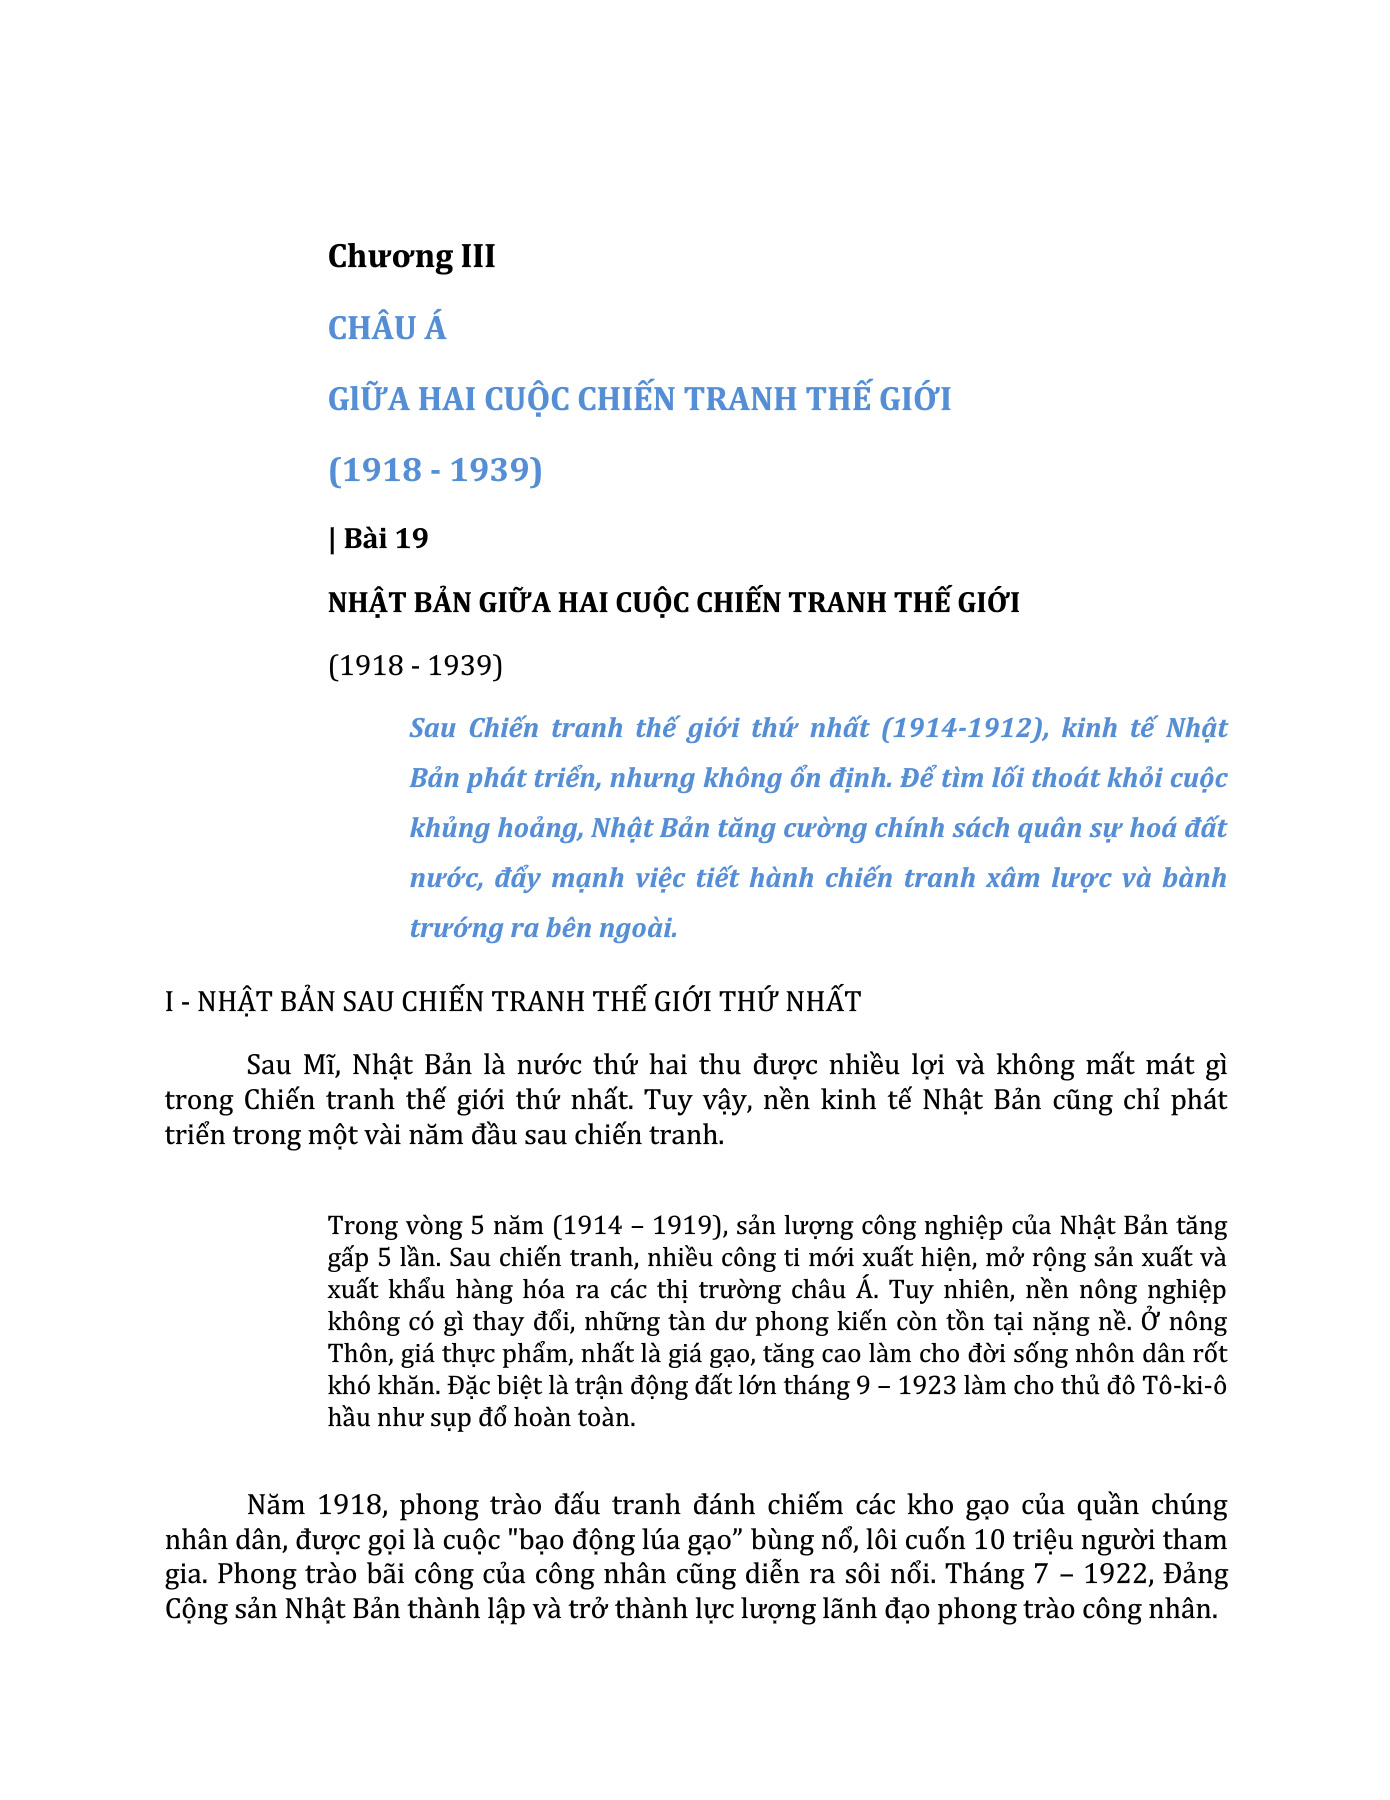 Chương III
CHÂU Á
GlỮA HAI CUỘC CHIẾN TRANH THẾ GIỚI
(1918 - 1939)
| Bài 19
NHẬT BẢN GIỮA HAI CUỘC CHIẾN TRANH THẾ GIỚI
(1918 - 1939)
Sau Chiến tranh thế giới thứ nhất (1914-1912), kinh tế Nhật
Bản phát triển, nhưng không ổn định. Để tìm lối thoát khỏi cuộc
khủng hoảng, Nhật Bản tăng cường chính sách quân sự hoá đất
nước, đẩy mạnh việc tiết hành chiến tranh xâm lược và bành
trướng ra bên ngoài.
I - NHẬT BẢN SAU CHIẾN TRANH THẾ GIỚI THỨ NHẤT
Sau Mĩ, Nhật Bản là nước thứ hai thu được nhiều lợi và không mất mát gì
trong Chiến tranh thế giới thứ nhất. Tuy vậy, nền kinh tế Nhật Bản cũng chỉ phát
triển trong một vài năm đầu sau chiến tranh.
Trong vòng 5 năm (1914 – 1919), sản lượng công nghiệp của Nhật Bản tăng
gấp 5 lần. Sau chiến tranh, nhiều công ti mới xuất hiện, mở rộng sản xuất và
xuất khẩu hàng hóa ra các thị trường châu Á. Tuy nhiên, nền nông nghiệp
không có gì thay đổi, những tàn dư phong kiến còn tồn tại nặng nề. Ở nông
Thôn, giá thực phẩm, nhất là giá gạo, tăng cao làm cho đời sống nhôn dân rốt
khó khăn. Đặc biệt là trận động đất lớn tháng 9 – 1923 làm cho thủ đô Tô-ki-ô
hầu như sụp đổ hoàn toàn.
Năm 1918, phong trào đấu tranh đánh chiếm các kho gạo của quần chúng
nhân dân, được gọi là cuộc "bạo động lúa gạo” bùng nổ, lôi cuốn 10 triệu người tham
gia. Phong trào bãi công của công nhân cũng diễn ra sôi nổi. Tháng 7 – 1922, Đảng
Cộng sản Nhật Bản thành lập và trở thành lực lượng lãnh đạo phong trào công nhân.